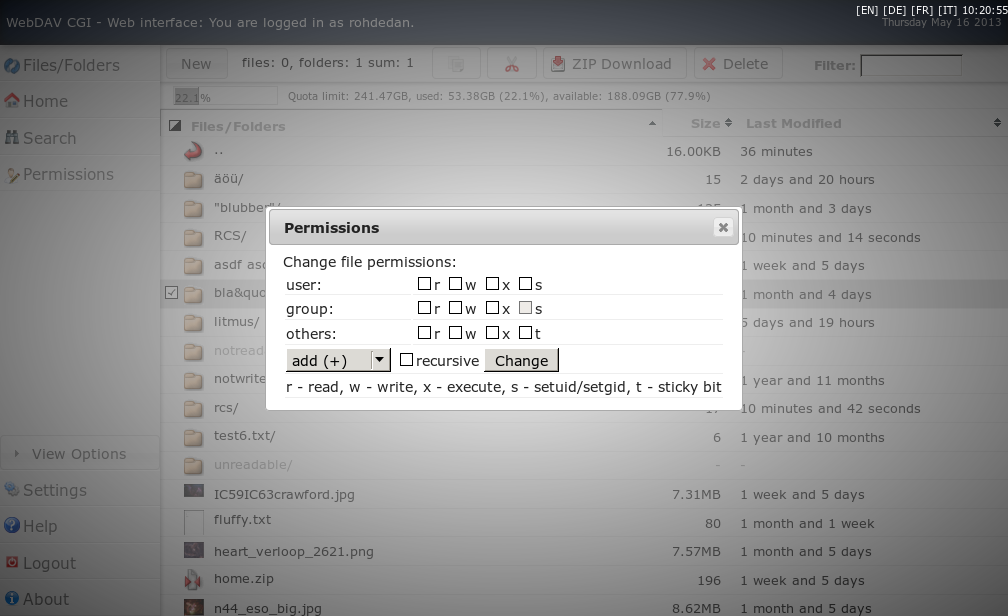 WebDAV CGI - Web interface: You are logged in as rohdedan.
[EN] [DE] [FR] [IT] 10:20:55
Thursday May 16 2013
Files/Folders
Home
Search
Permissions
View Options
Settings
Help
Logout
About
New files: 0, folders: 1 sum: 1 ZIP Download Delete Filter:
22.1% Quota limit: 241.47GB, used: 53.38GB (22.1%), available: 188.09GB (77.9%)
Files/Folders Size Last Modified
.. 16.00KB 36 minutes
äöü/ 15 2 days and 20 hours
"blubber"/ 1 month and 3 days
RCS/ 10 minutes and 14 seconds
asdf 1 week and 5 days
bla&quo 1 month and 4 days
litmus/ 5 days and 19 hours
notread -
notwrite 1 year and 11 months
rcs/ 10 minutes and 42 seconds
test6.txt/ 6 1 year and 10 months
unreadable/ - -
IC59IC63crawford.jpg 7.31MB 1 week and 5 days
fluffy.txt 80 1 month and 1 week
heart_verloop_2621.png 7.57MB 1 month and 5 days
home.zip 196 1 week and 5 days
n44_eso_big.jpg 8.62MB 1 month and 5 days
Permissions
Change file permissions:
user: r w x s
group: r w x s
others: r w x t
add (+) recursive Change
r - read, w - write, x - execute, s - setuid/setgid, t - sticky bit